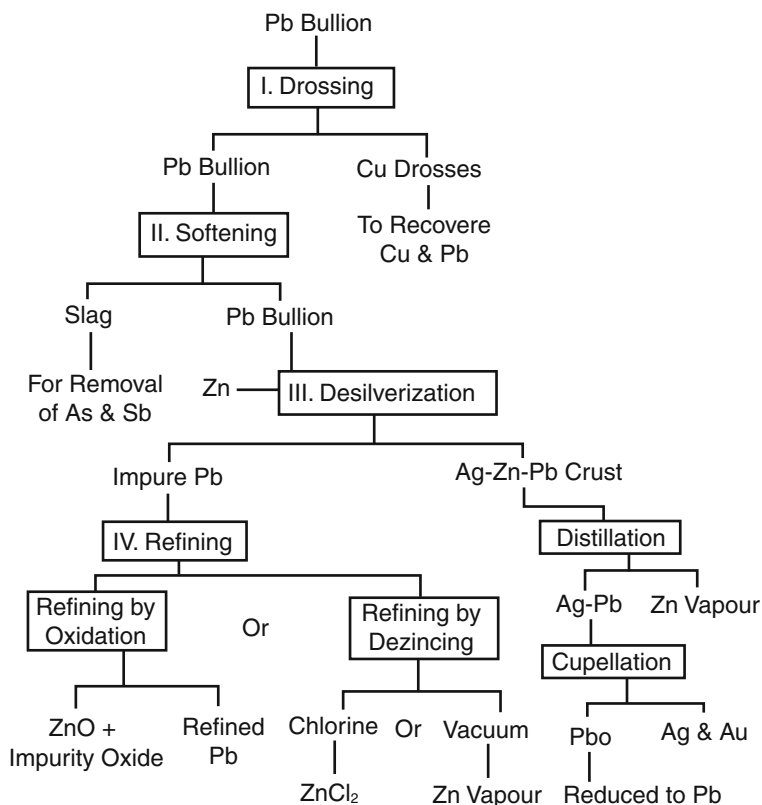 Pb Bullion
I. Drossing
Pb Bullion
Cu Drosses
To Recovere
Cu & Pb
II. Softening
Slag
Pb Bullion
For Removal
of As & Sb
Zn
III. Desilverization
Impure Pb
Ag-Zn-Pb Crust
IV. Refining
Distillation
Refining by
Oxidation
Or
Refining by
Dezincing
Ag-Pb
Zn Vapour
Cupellation
ZnO +
Impurity Oxide
Refined
Pb
Chlorine
Or
Vacuum
Pbo
Ag & Au
ZnCl₂
Zn Vapour
Reduced to Pb